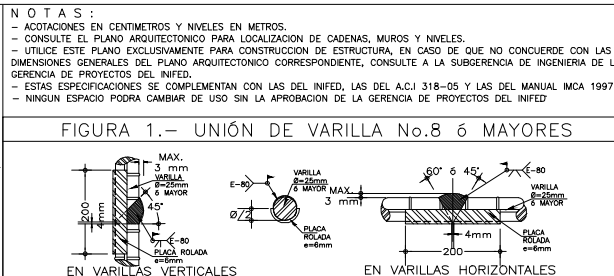 NOTAS:
- ACOTACIONES EN CENTIMETROS Y NIVELES EN METROS.
- CONSULTE EL PLANO ARQUITECTONICO PARA LOCALIZACION DE CADENAS, MUROS Y NIVELES.
- UTILICE ESTE PLANO EXCLUSIVAMENTE PARA CONSTRUCCION DE ESTRUCTURA, EN CASO DE QUE NO CONCUERDE CON LAS
DIMENSIONES GENERALES DEL PLANO ARQUITECTONICO CORRESPONDIENTE, CONSULTE A LA SUBGERENCIA DE INGENIERIA DE L
GERENCIA DE PROYECTOS DEL INIFED.
- ESTAS ESPECIFICACIONES SE COMPLEMENTAN CON LAS DEL INIFED, LAS DEL A.C.I 318-05 Y LAS DEL MANUAL IMCA 1997
- NINGUN ESPACIO PODRA CAMBIAR DE USO SIN LA APROBACION DE LA GERENCIA DE PROYECTOS DEL INIFED
FIGURA 1.- UNIÓN DE VARILLA No.8 ó MAYORES
MAX.
3 mm
VARILLA
Ø=25mm
ó MAYOR
45°
200
4mm
E-80
PLACA ROLADA
e=6mm
EN VARILLAS VERTICALES
E-80
VARILLA
Ø=25mm
ó MAYOR
Ø/2
PLACA
ROLADA
e=6mm
MAX.
3 mm
60° ó 45°
E-80
VARILLA
Ø=25mm
ó MAYOR
4mm
PLACA
ROLADA
e=6mm
200
EN VARILLAS HORIZONTALES